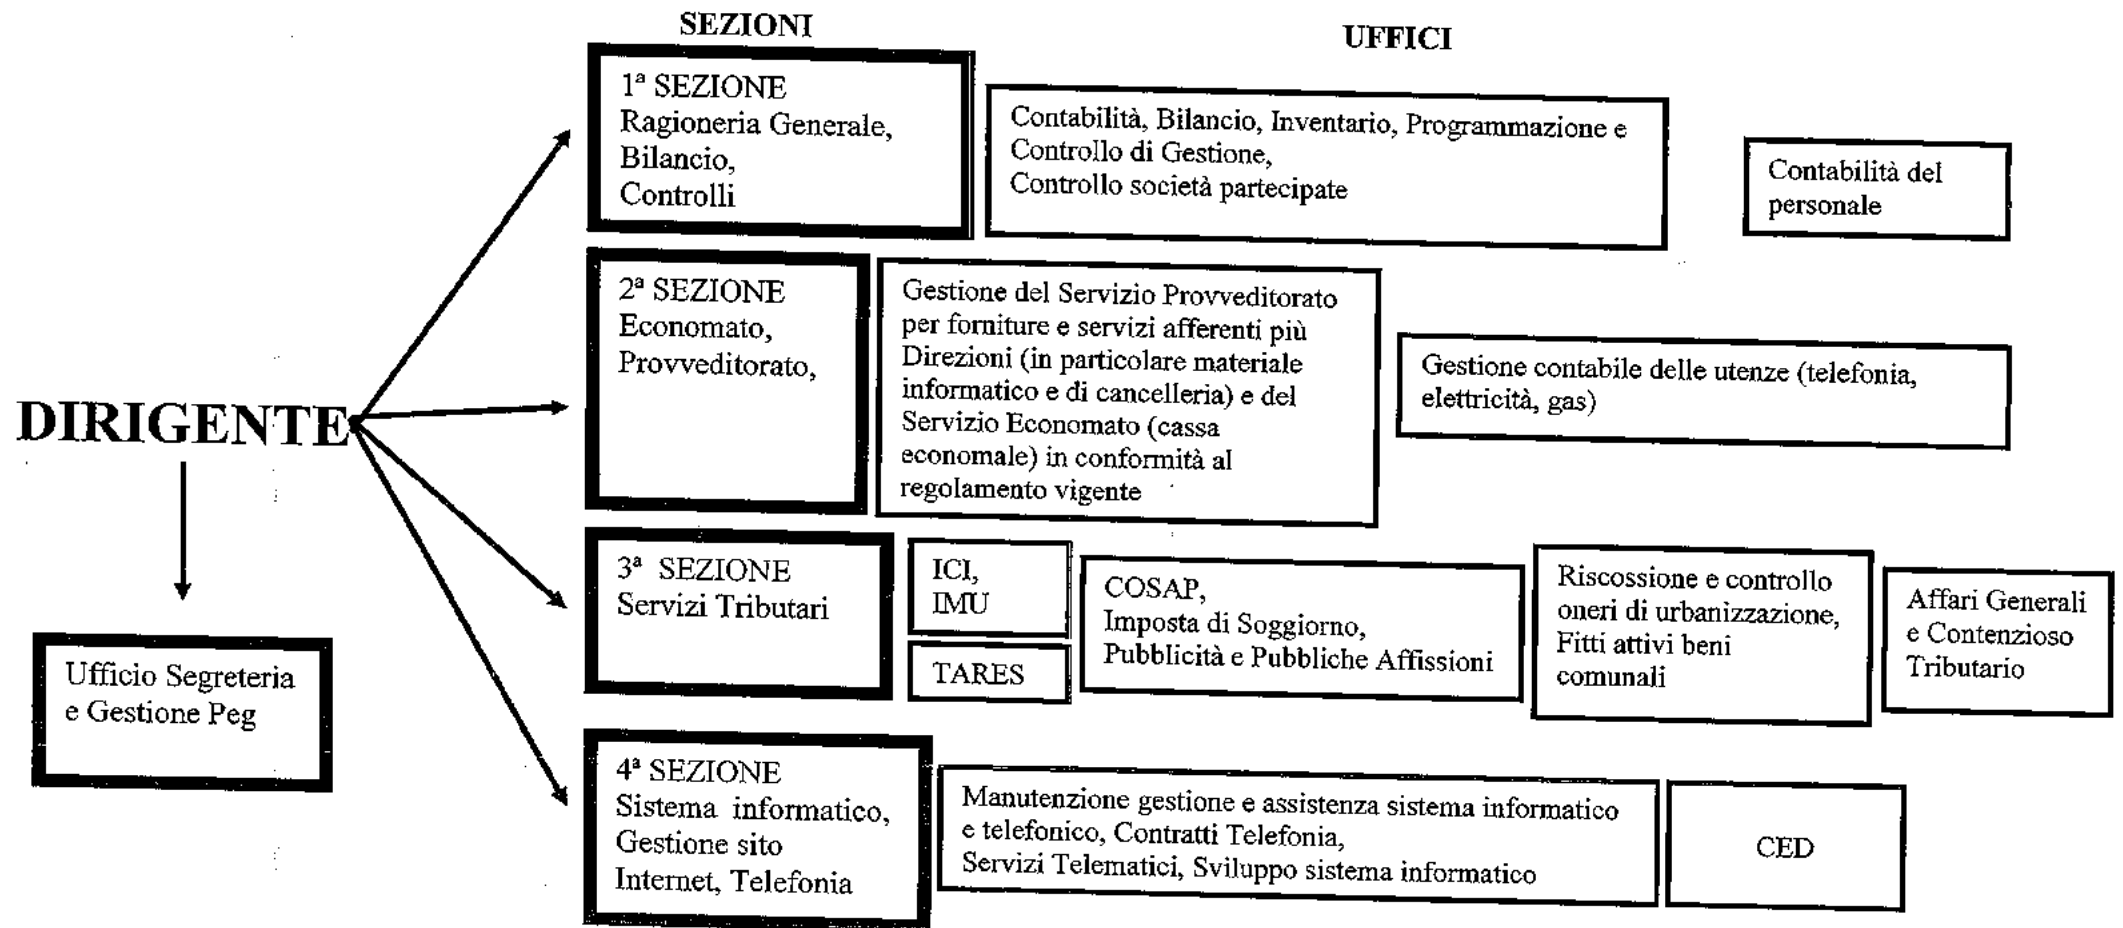 SEZIONI
UFFICI
1ª SEZIONE
Ragioneria Generale,
Bilancio,
Controlli
Contabilità, Bilancio, Inventario, Programmazione e
Controllo di Gestione,
Controllo società partecipate
Contabilità del
personale
2ª SEZIONE
Economato,
Provveditorato,
Gestione del Servizio Provveditorato
per forniture e servizi afferenti più
Direzioni (in particolare materiale
informatico e di cancelleria) e del
Servizio Economato (cassa
economale) in conformità al
regolamento vigente
Gestione contabile delle utenze (telefonia,
elettricità, gas)
DIRIGENTE
Ufficio Segreteria
e Gestione Peg
3ª SEZIONE
Servizi Tributari
ICI,
IMU
TARES
COSAP,
Imposta di Soggiorno,
Pubblicità e Pubbliche Affissioni
Riscossione e controllo
oneri di urbanizzazione,
Fitti attivi beni
comunali
Affari Generali
e Contenzioso
Tributario
4ª SEZIONE
Sistema informatico,
Gestione sito
Internet, Telefonia
Manutenzione gestione e assistenza sistema informatico
e telefonico, Contratti Telefonia,
Servizi Telematici, Sviluppo sistema informatico
CED